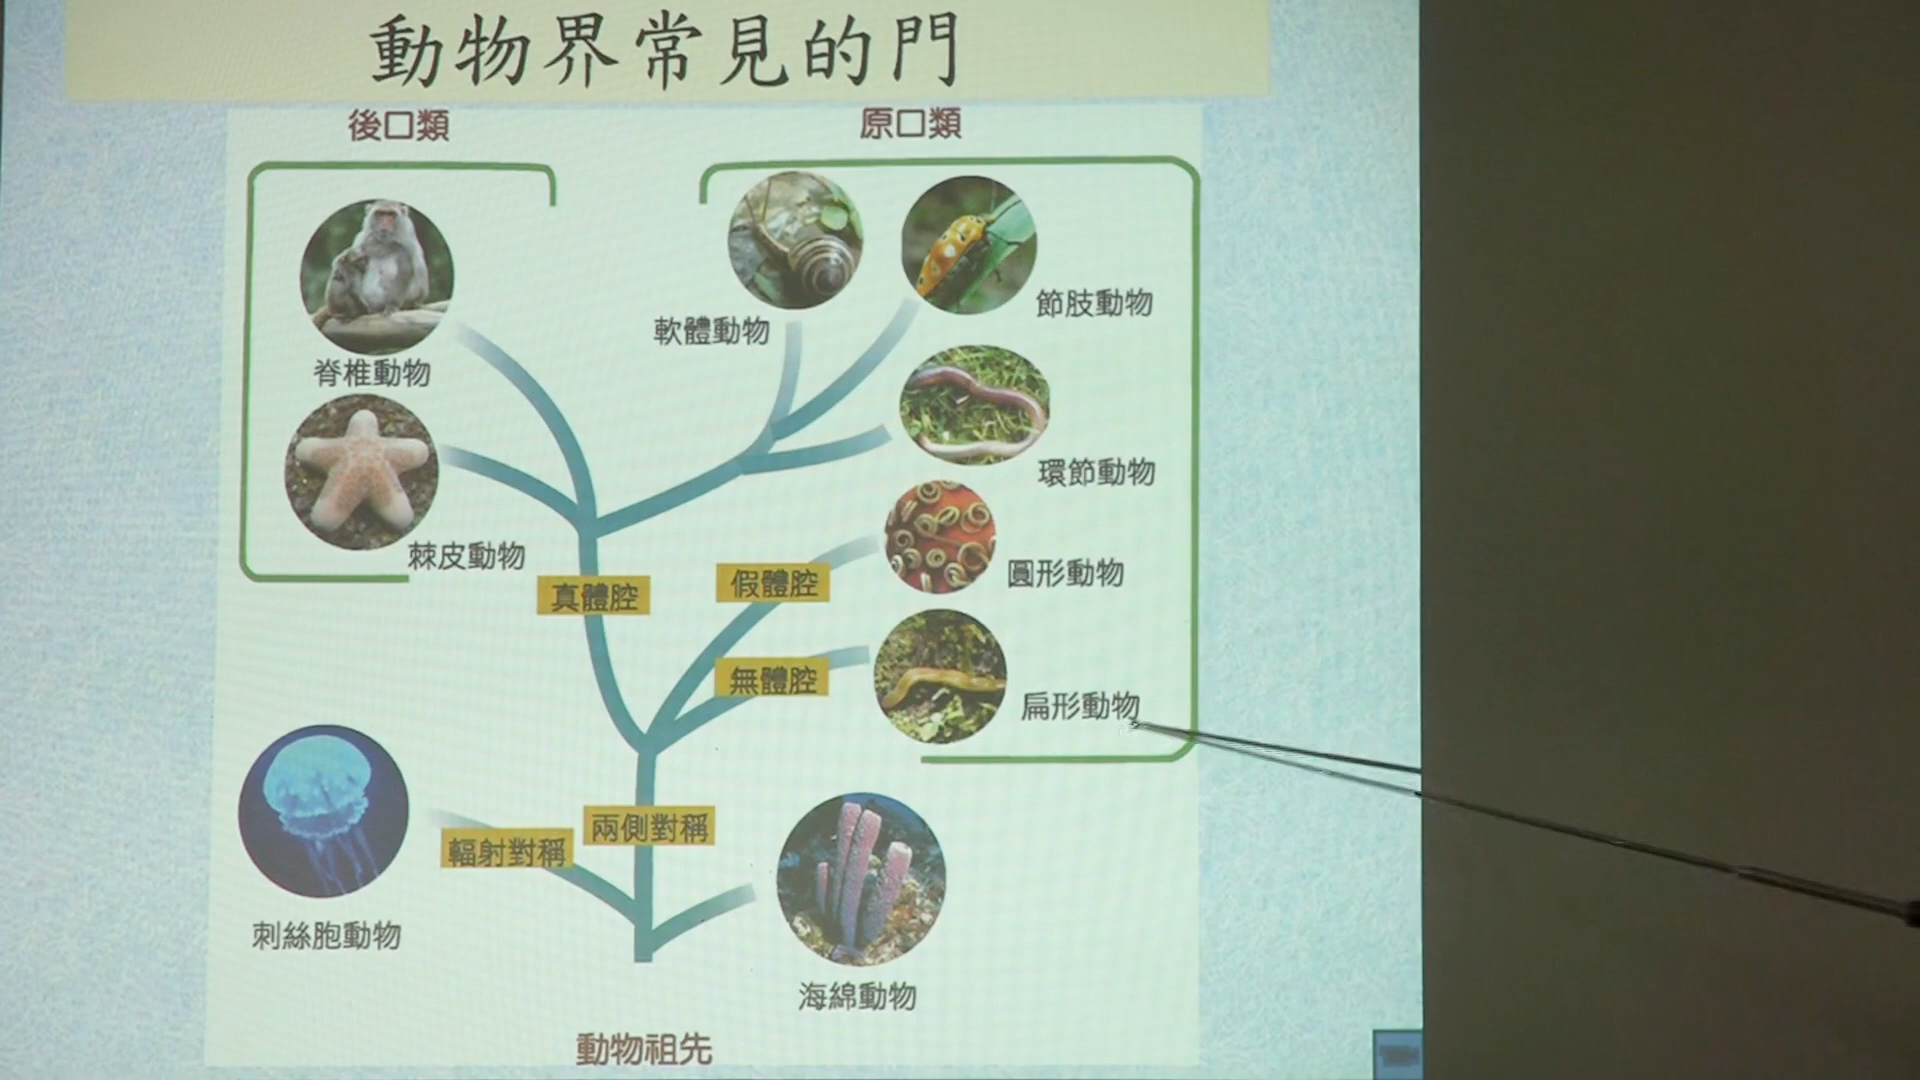 動物界常見的門
後口類
原口類
脊椎動物
軟體動物
節肢動物
環節動物
棘皮動物
真體腔
假體腔
圓形動物
無體腔
扁形動物
輻射對稱
兩側對稱
刺絲胞動物
海綿動物
動物祖先